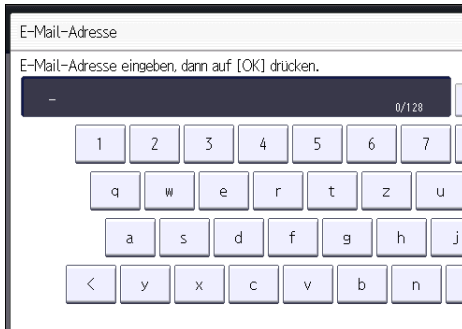 E-Mail-Adresse
E-Mail-Adresse eingeben, dann auf [OK] drücken.
_
0/128
1 2 3 4 5 6 7
q w e r t z u
a s d f g h j
< y x c v b n